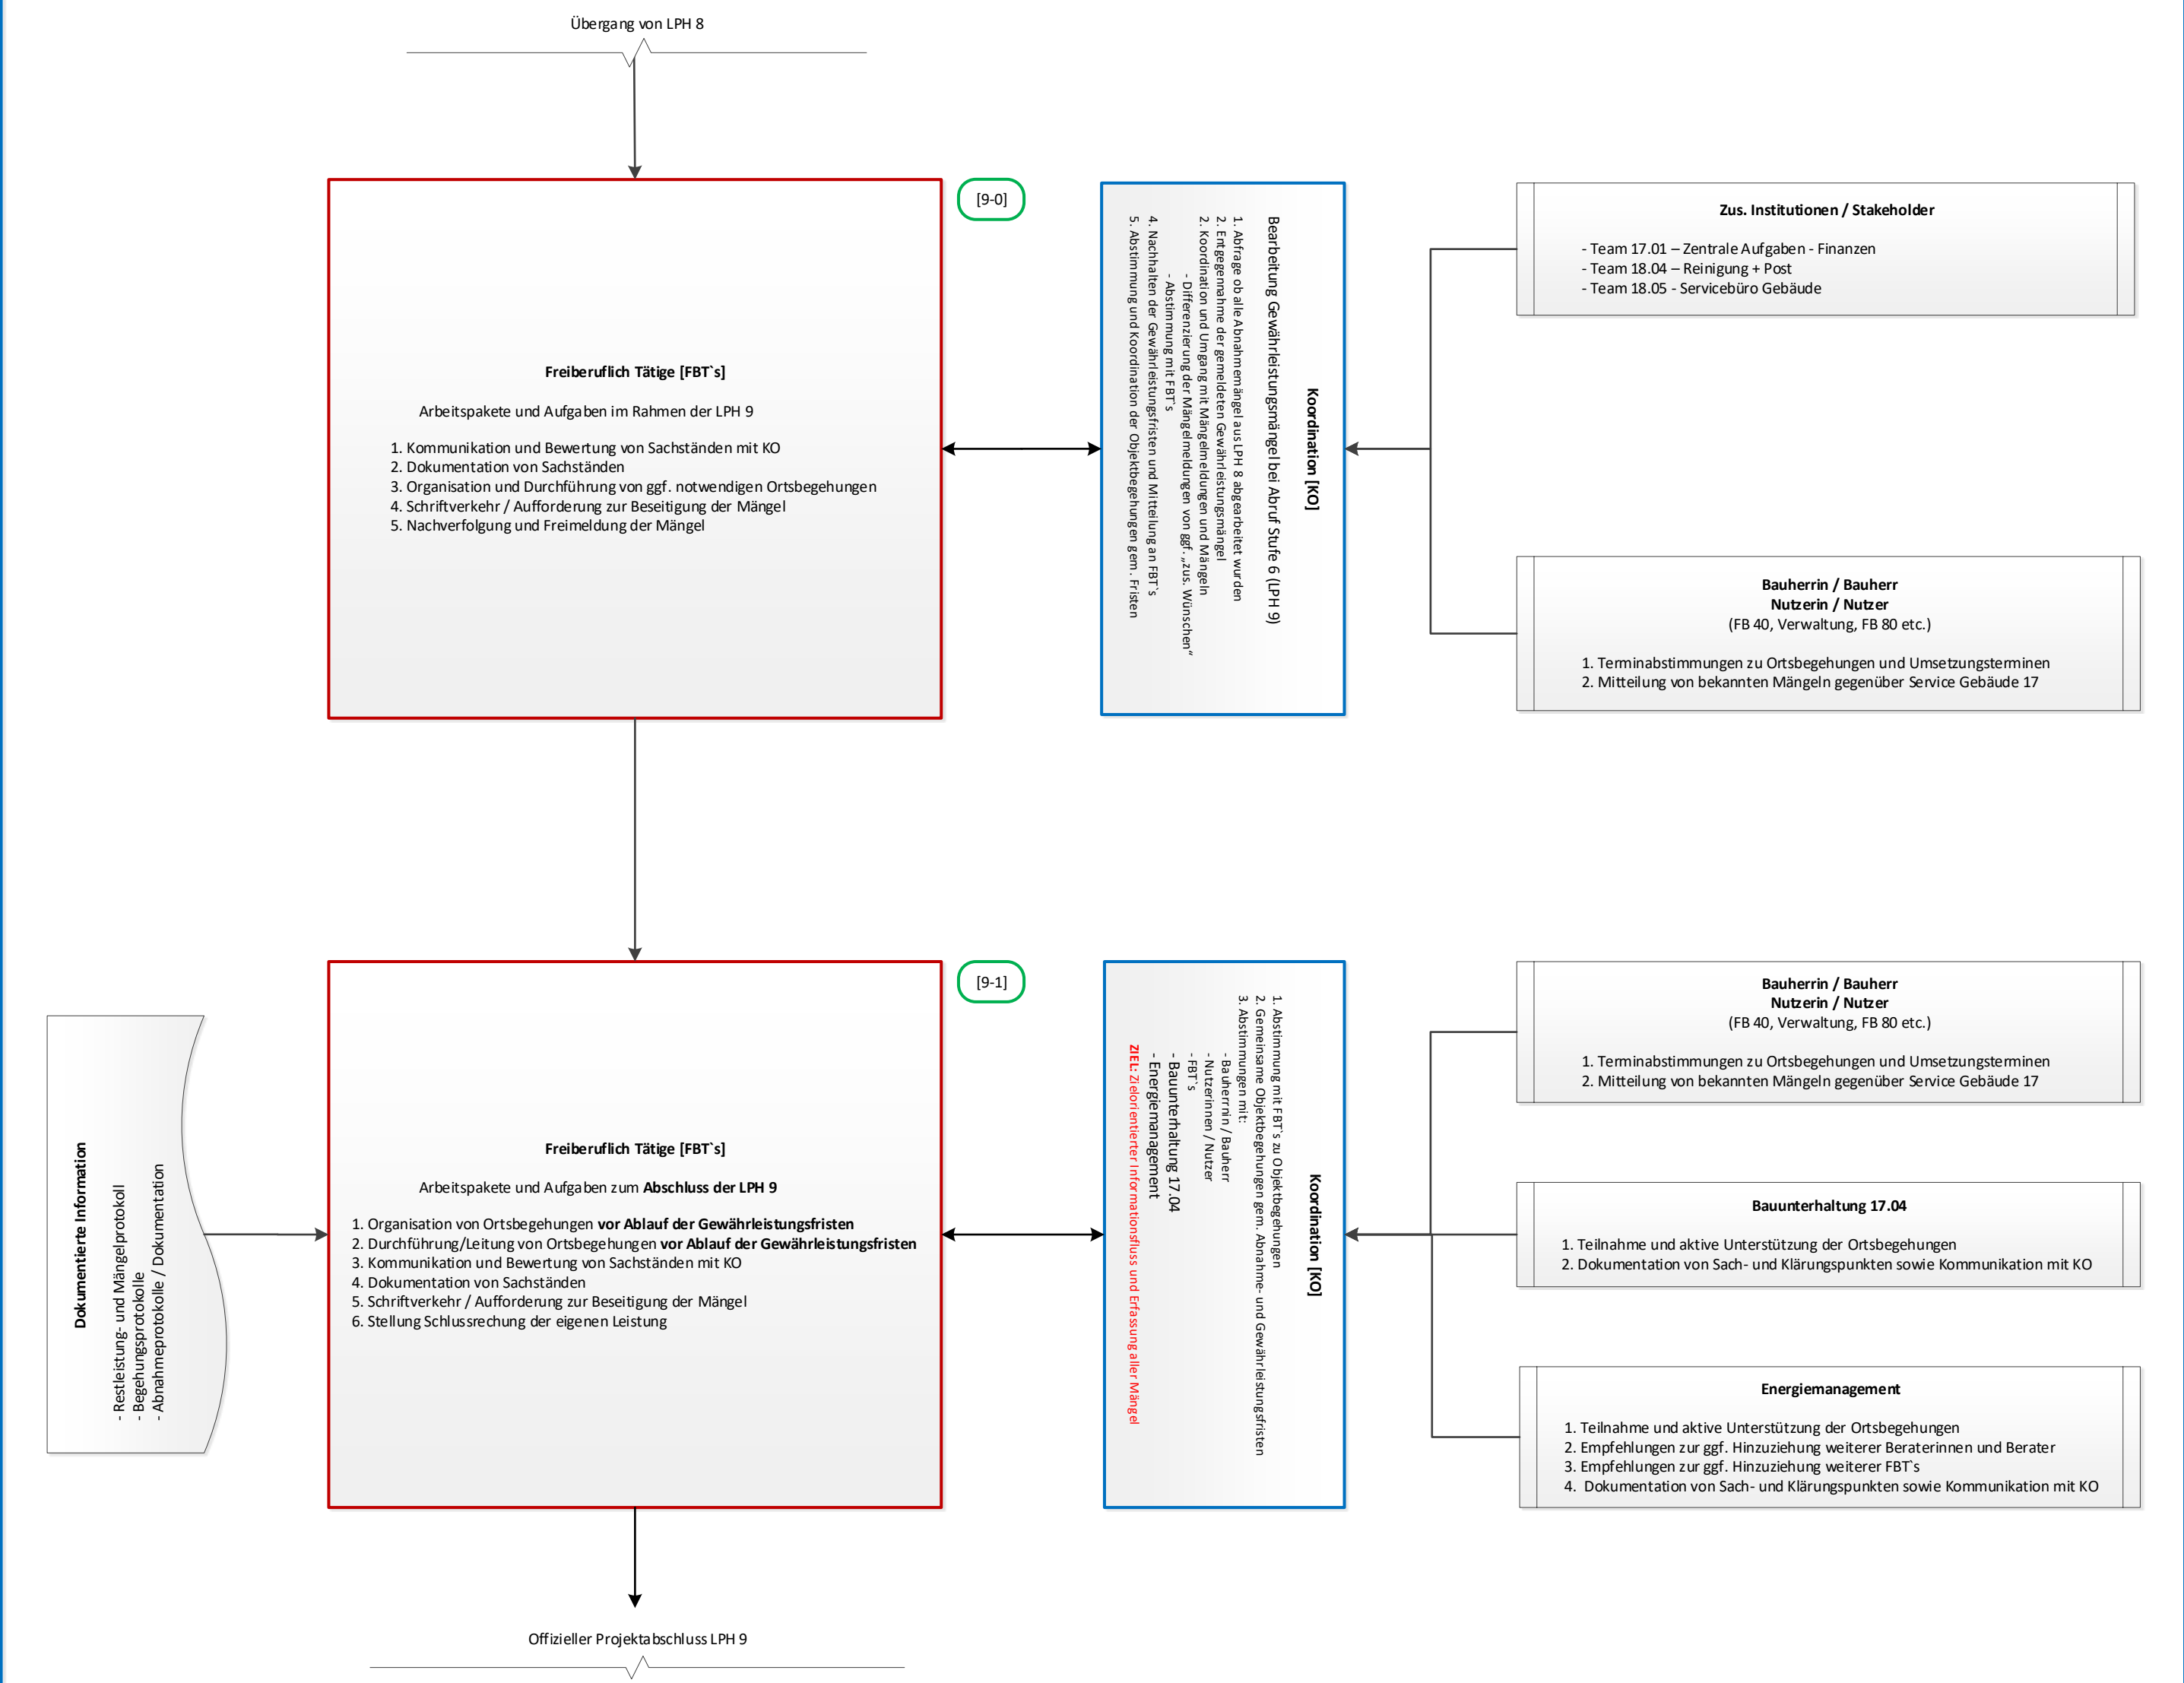 Übergang von LPH 8
Freiberuflich Tätige [FBT`s]
Arbeitspakete und Aufgaben im Rahmen der LPH 9
1. Kommunikation und Bewertung von Sachständen mit KO
2. Dokumentation von Sachständen
3. Organisation und Durchführung von ggf. notwendigen Ortsbegehungen
4. Schriftverkehr / Aufforderung zur Beseitigung der Mängel
5. Nachverfolgung und Freimeldung der Mängel
[9-0]
Koordination [KO]
Bearbeitung Gewährleistungsmängel bei Abruf Stufe 6 (LPH 9)
1. Abfrage ob alle Abnahmemängel aus LPH 8 abgearbeitet wurden
2. Entgegennahme der gemeldeten Gewährleistungsmängel
2. Koordination und Umgang mit Mängelmeldungen und Mängeln
- Differenzierung der Mängelmeldungen von ggf. „zus. Wünschen“
- Abstimmung mit FBT`s
4. Nachhalten der Gewährleistungsfristen und Mitteilung an FBT`s
5. Abstimmung und Koordination der Objektbegehungen gem. Fristen
Zus. Institutionen / Stakeholder
- Team 17.01 – Zentrale Aufgaben - Finanzen
- Team 18.04 – Reinigung + Post
- Team 18.05 - Servicebüro Gebäude
Bauherrin / Bauherr
Nutzerin / Nutzer
(FB 40, Verwaltung, FB 80 etc.)
1. Terminabstimmungen zu Ortsbegehungen und Umsetzungsterminen
2. Mitteilung von bekannten Mängeln gegenüber Service Gebäude 17
Dokumentierte Information
- Restleistung- und Mängelprotokoll
- Begehungsprotokolle
- Abnahmeprotokolle / Dokumentation
Freiberuflich Tätige [FBT`s]
Arbeitspakete und Aufgaben zum Abschluss der LPH 9
1. Organisation von Ortsbegehungen vor Ablauf der Gewährleistungsfristen
2. Durchführung/Leitung von Ortsbegehungen vor Ablauf der Gewährleistungsfristen
3. Kommunikation und Bewertung von Sachständen mit KO
4. Dokumentation von Sachständen
5. Schriftverkehr / Aufforderung zur Beseitigung der Mängel
6. Stellung Schlussrechung der eigenen Leistung
[9-1]
Koordination [KO]
1. Abstimmung mit FBT`s zu Objektbegehungen
2. Gemeinsame Objektbegehungen gem. Abnahme- und Gewährleistungsfristen
3. Abstimmungen mit:
- Bauherrnin / Bauherr
- Nutzerinnen / Nutzer
- FBT`s
- Bauunterhaltung 17.04
- Energiemanagement
ZIEL: Zielorientierter Informationsfluss und Erfassung aller Mängel
Bauherrin / Bauherr
Nutzerin / Nutzer
(FB 40, Verwaltung, FB 80 etc.)
1. Terminabstimmungen zu Ortsbegehungen und Umsetzungsterminen
2. Mitteilung von bekannten Mängeln gegenüber Service Gebäude 17
Bauunterhaltung 17.04
1. Teilnahme und aktive Unterstützung der Ortsbegehungen
2. Dokumentation von Sach- und Klärungspunkten sowie Kommunikation mit KO
Energiemanagement
1. Teilnahme und aktive Unterstützung der Ortsbegehungen
2. Empfehlungen zur ggf. Hinzuziehung weiterer Beraterinnen und Berater
3. Empfehlungen zur ggf. Hinzuziehung weiterer FBT`s
4. Dokumentation von Sach- und Klärungspunkten sowie Kommunikation mit KO
Offizieller Projektabschluss LPH 9